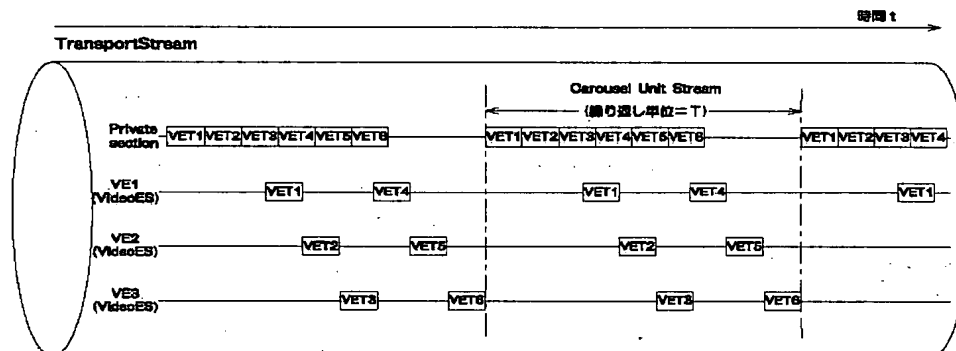 時間 t
TransportStream
Carousel Unit Stream
(繰り返し単位=T)
Private section VET1 VET2 VET3 VET4 VET5 VET6 VET1 VET2 VET3 VET4 VET5 VET6 VET1 VET2 VET3 VET4
VE1 (VideoES) VET1 VET4 VET1 VET4 VET1
VE2 (VideoES) VET2 VET5 VET2 VET5
VE3 (VideoES) VET3 VET6 VET3 VET6